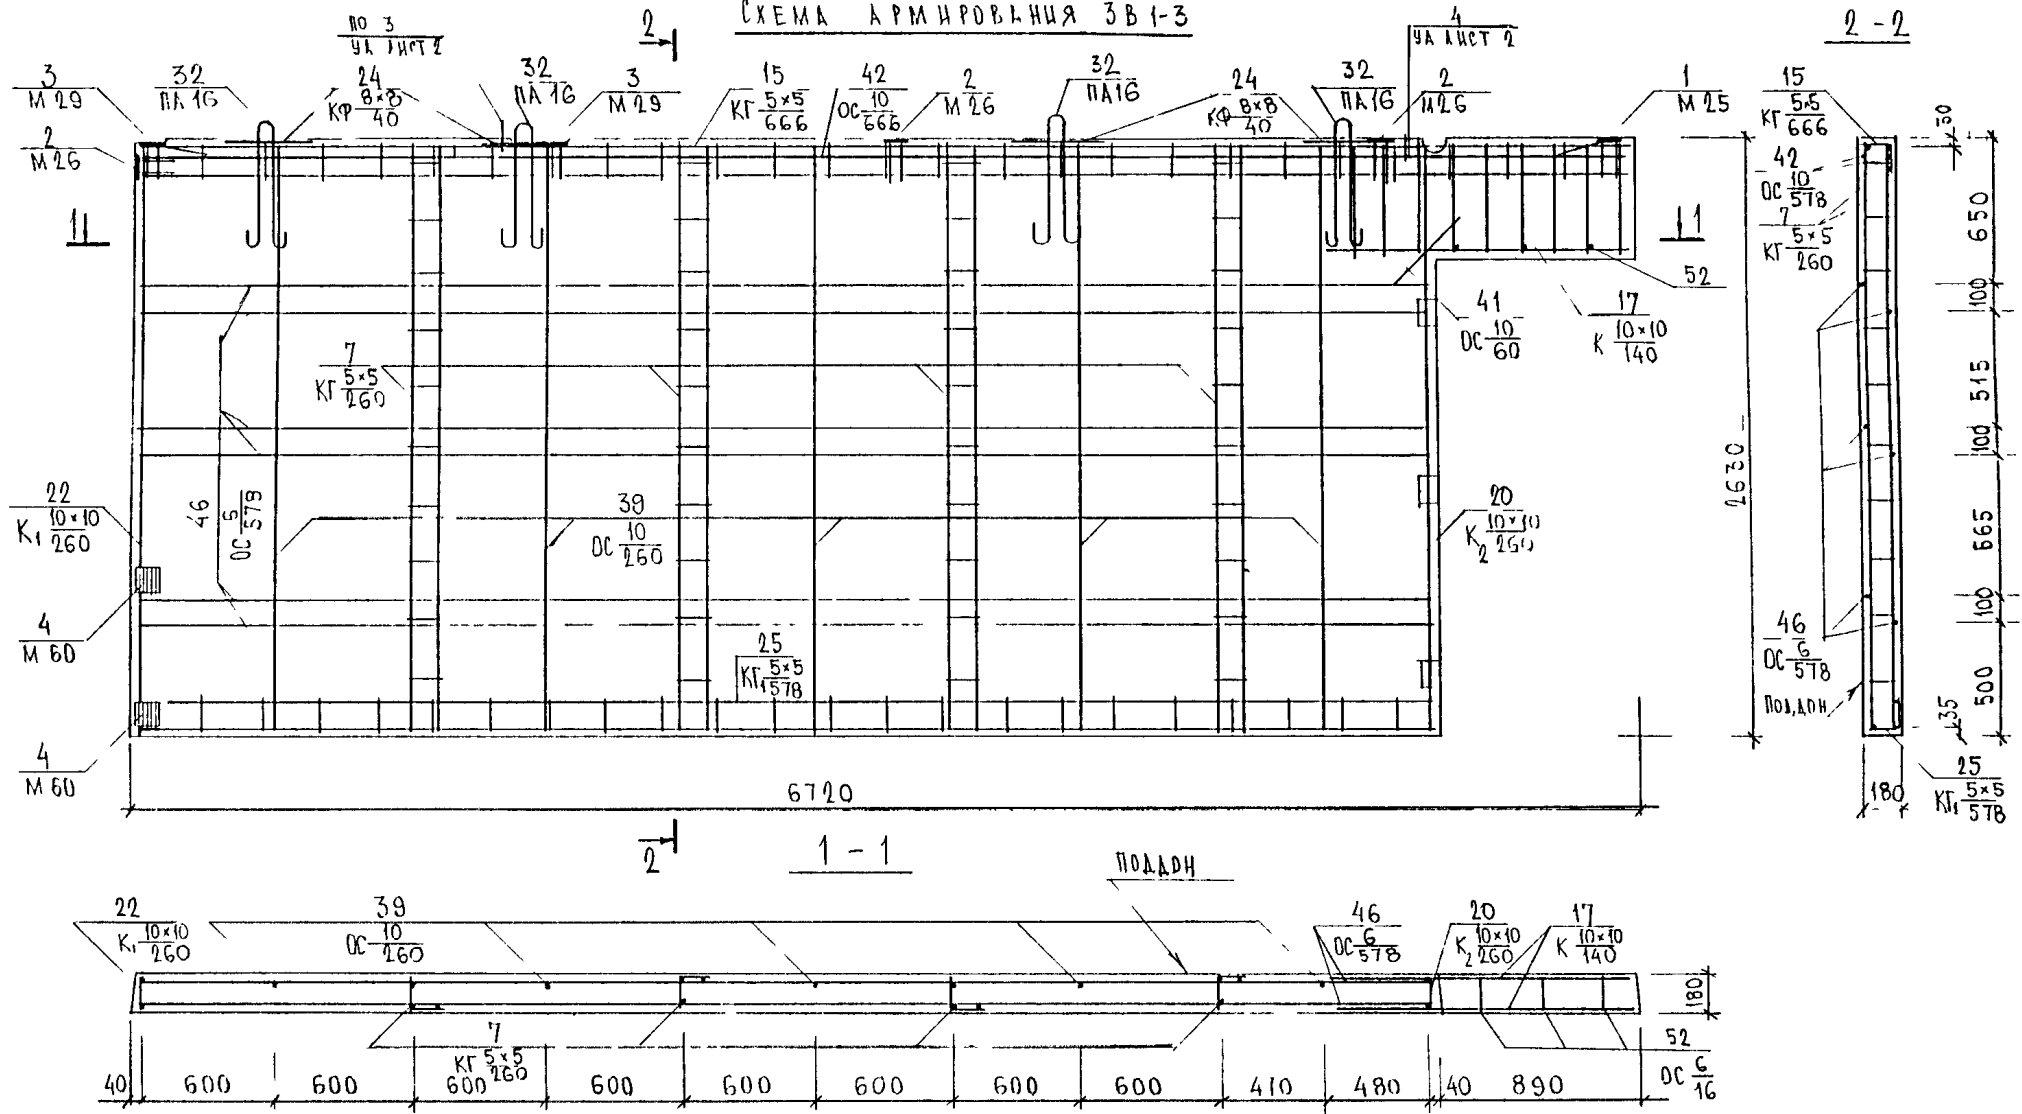 СХЕМА АРМИРОВАНИЯ 3В1-3
ПО 3
УА ЛИСТ 2
2
4
УА ЛИСТ 2
2-2
3
М 29
32
ПА 16
24
КФ 8×8/40
32
ПА 16
3
М 29
15
КГ 5×5/666
42
ОС 10/666
2
М 26
32
ПА 16
24
КФ 8×8/40
32
ПА 16
2
М 26
1
М 25
15
КГ 5×5/666
30
2
М 26
42
ОС 10/578
7
КГ 5×5/260
650
1
1
52
41
ОС 10/60
17
К 10×10/140
100
7
КГ 5×5/260
515
2630
100
22
К1 10×10/260
46
ОС 6/578
39
ОС 10/260
20
К2 10×10/260
665
100
4
М 60
25
КГ1 5×5/578
46
ОС 6/578
ПОДДОН
500
35
4
М 60
6720
180
25
КГ1 5×5/578
2
1-1
ПОДДОН
22
К1 10×10/260
39
ОС 10/260
46
ОС 6/578
20
К2 10×10/260
17
К 10×10/140
180
7
КГ 5×5/260
52
ОС 6/16
40 600 600 600 600 600 600 600 600 410 480 40 890